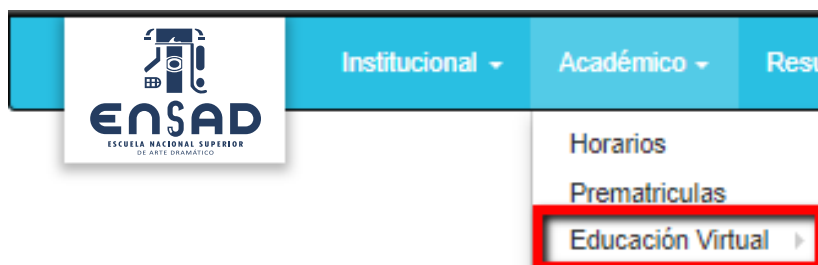 Institucional
Académico
ENSAD
ESCUELA NACIONAL SUPERIOR
DE ARTE DRAMÁTICO
Horarios
Prematriculas
Educación Virtual